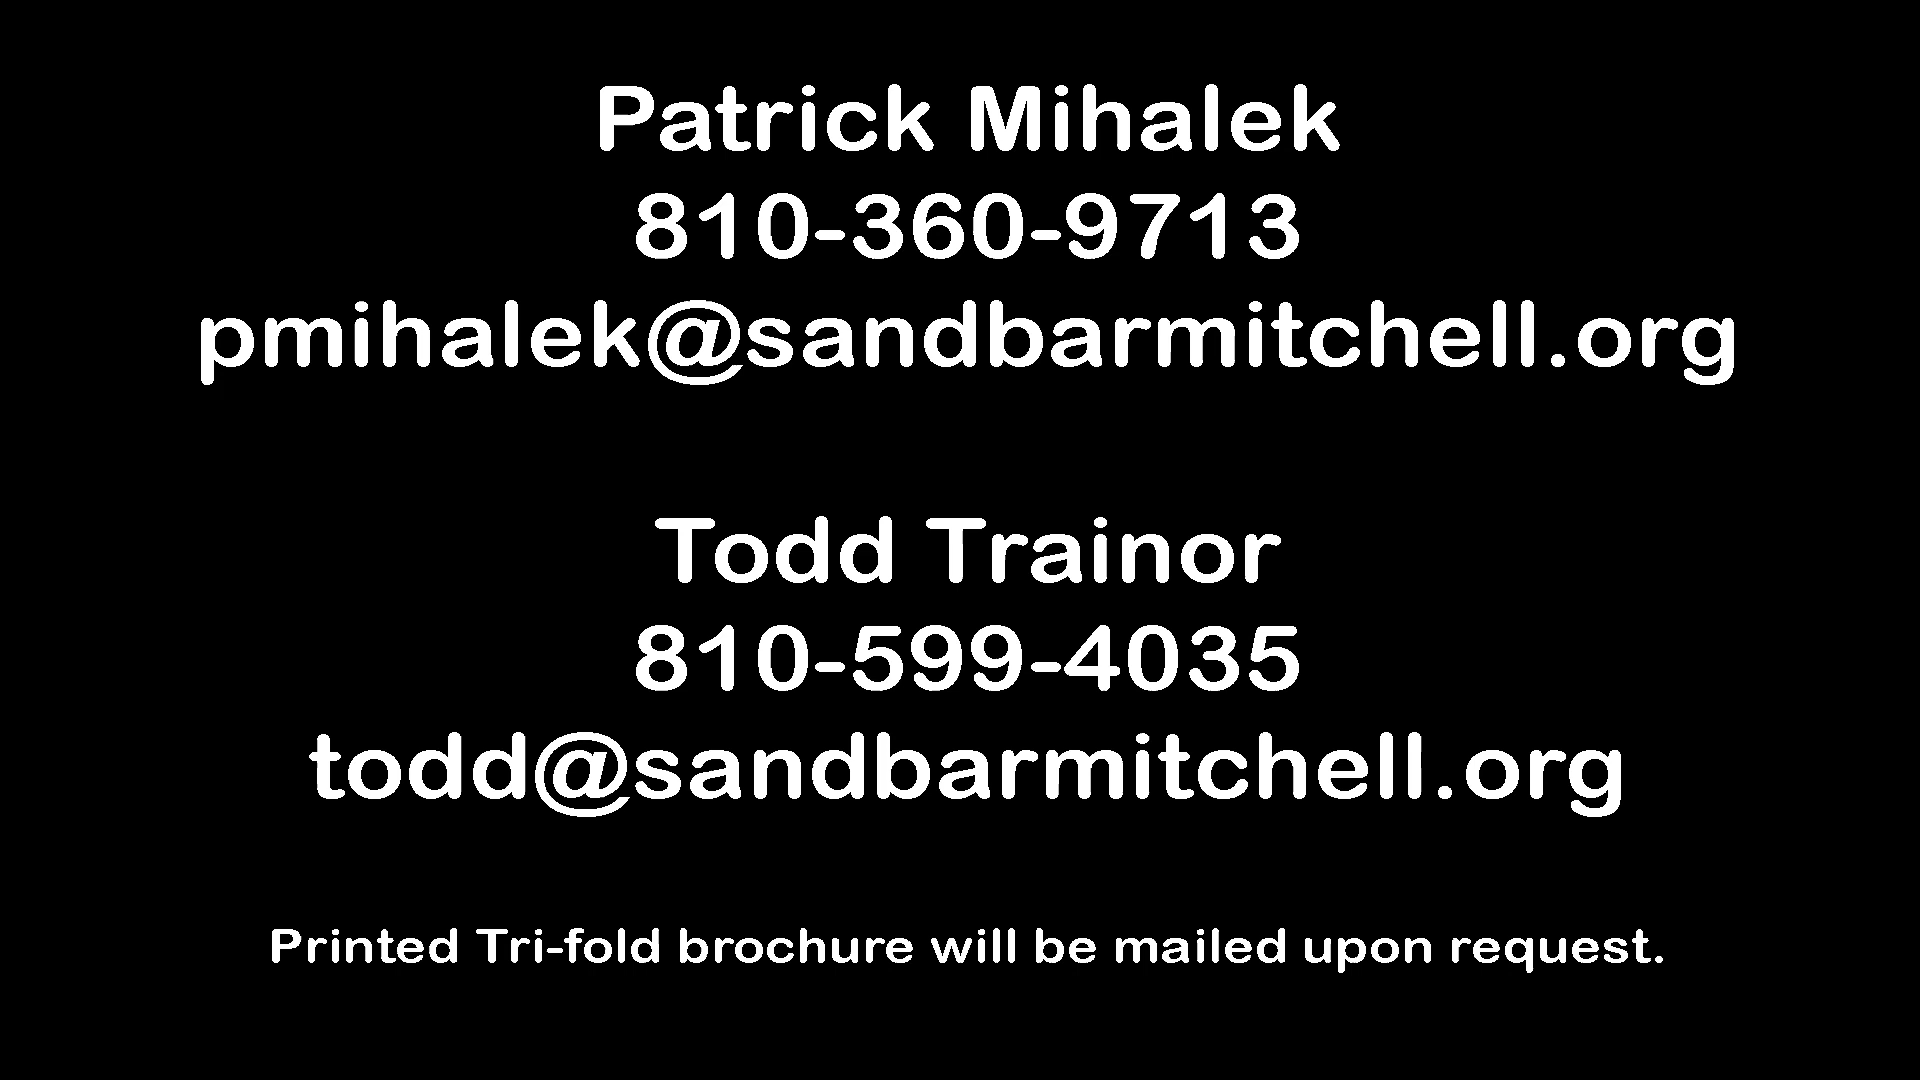 Patrick Mihalek
810-360-9713
pmihalek@sandbarmitchell.org
Todd Trainor
810-599-4035
todd@sandbarmitchell.org
Printed Tri-fold brochure will be mailed upon request.